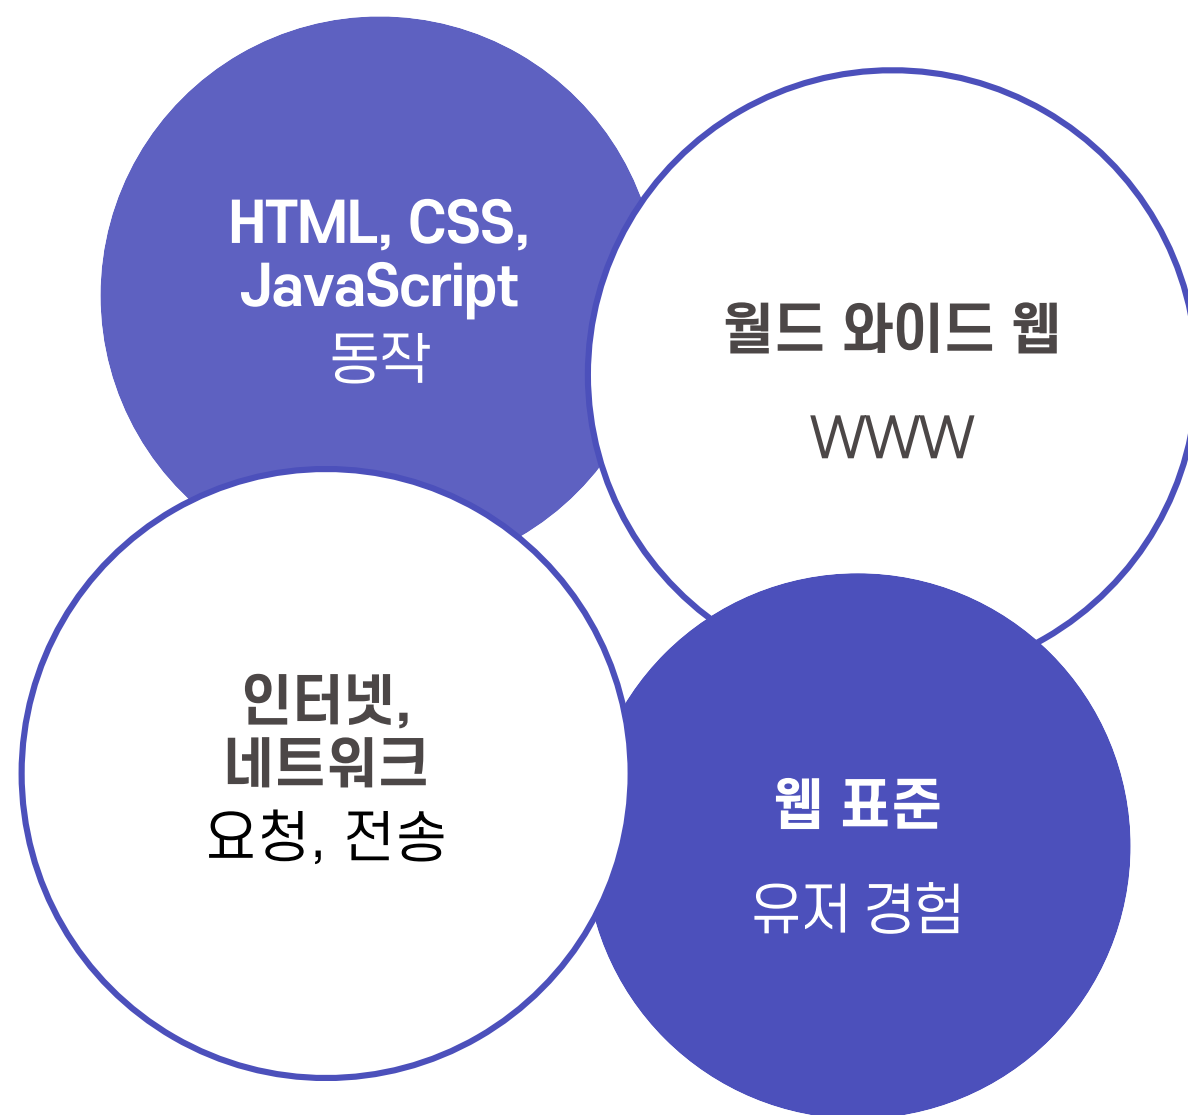 HTML, CSS,
JavaScript
동작
월드 와이드 웹
WWW
인터넷,
네트워크
요청, 전송
웹 표준
유저 경험